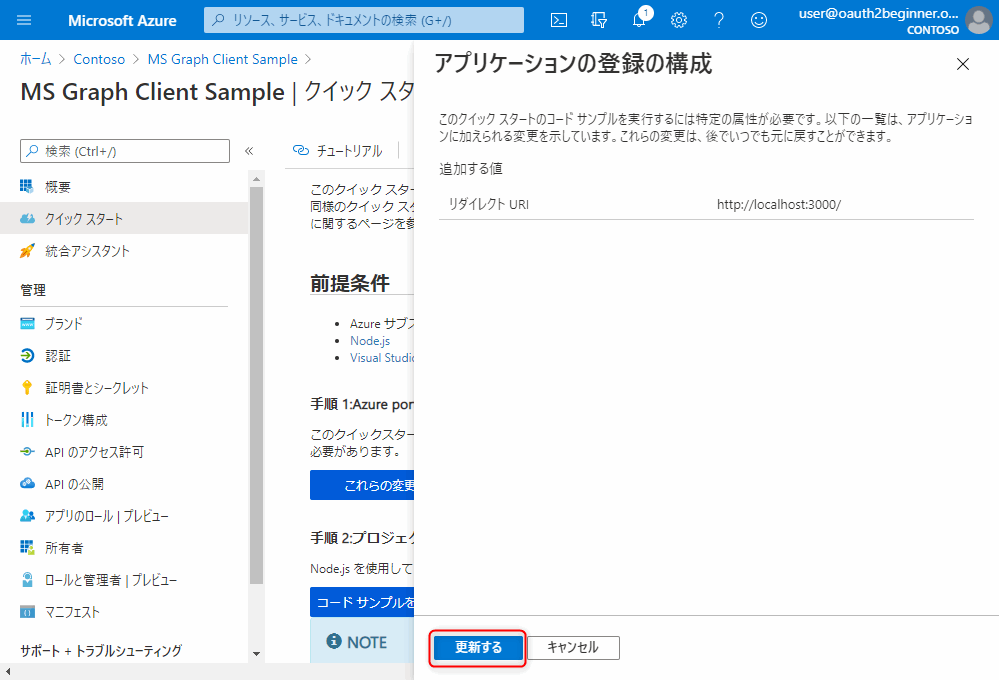 Microsoft Azure
リソース、サービス、ドキュメントの検索 (G+/)
1
user@oauth2beginner.o...
CONTOSO
ホーム > Contoso > MS Graph Client Sample >
MS Graph Client Sample | クイック スタ
検索 (Ctrl+/)
概要
クイック スタート
統合アシスタント
管理
ブランド
認証
証明書とシークレット
トークン構成
API のアクセス許可
API の公開
アプリのロール | プレビュー
所有者
ロールと管理者 | プレビュー
マニフェスト
サポート + トラブルシューティング
チュートリアル
このクイック スター
同様のクイック スタ
に関するページを参
前提条件
Azure サブス
Node.js
Visual Studio
手順 1:Azure por
このクイックスター
必要があります。
これらの変更
手順 2:プロジェク
Node.js を使用して
コード サンプルを
NOTE
アプリケーションの登録の構成
このクイック スタートのコード サンプルを実行するには特定の属性が必要です。以下の一覧は、アプリケーショ
ンに加えられる変更を示しています。これらの変更は、後でいつでも元に戻すことができます。
追加する値
リダイレクト URI http://localhost:3000/
更新する
キャンセル